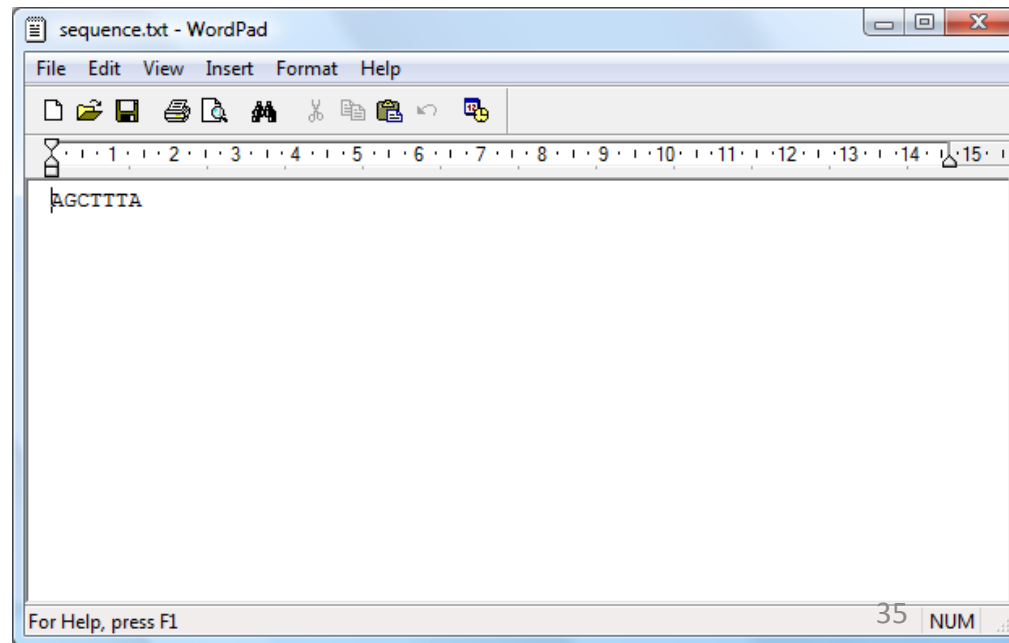 sequence.txt - WordPad
File Edit View Insert Format Help
1 2 3 4 5 6 7 8 9 10 11 12 13 14 15
AGCTTTA
For Help, press F1 35 NUM